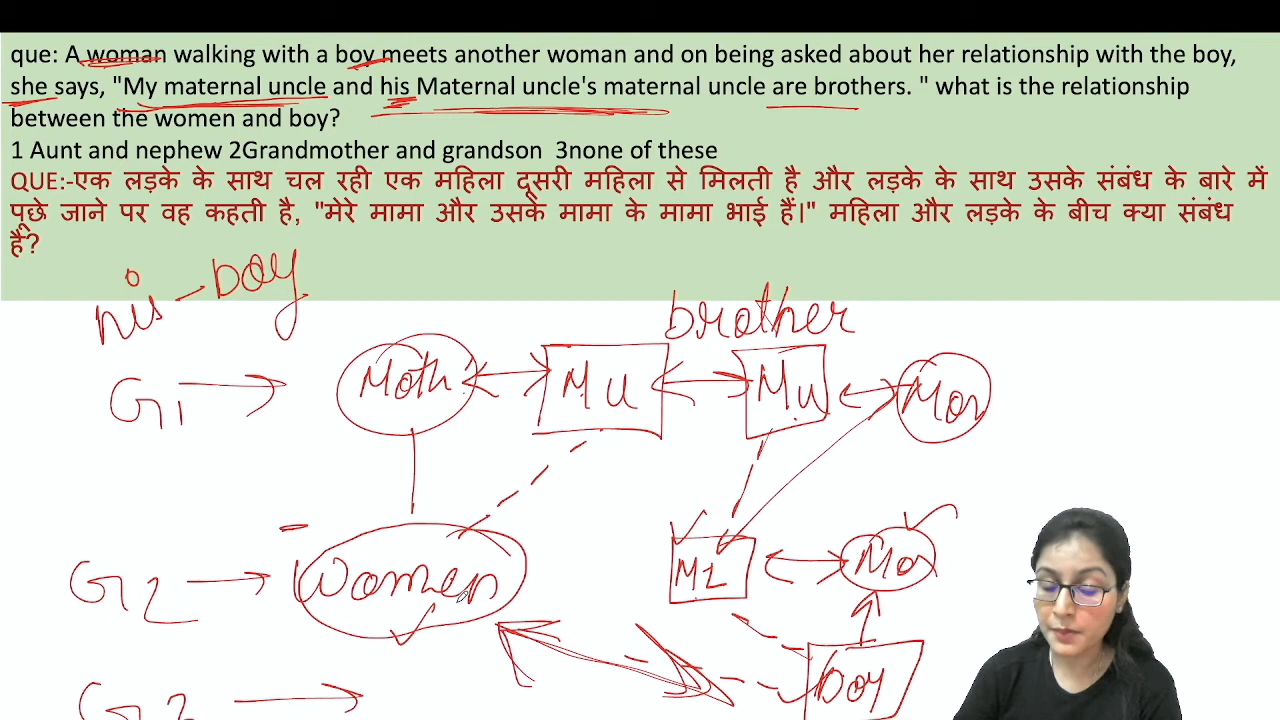 que: A woman walking with a boy meets another woman and on being asked about her relationship with the boy,
she says, "My maternal uncle and his Maternal uncle's maternal uncle are brothers. " what is the relationship
between the women and boy?
1 Aunt and nephew 2Grandmother and grandson  3none of these
QUE:-एक लड़के के साथ चल रही एक महिला दूसरी महिला से मिलती है और लड़के के साथ उसके संबंध के बारे में
पूछे जाने पर वह कहती है, "मेरे मामा और उसके मामा के मामा भाई हैं।" महिला और लड़के के बीच क्या संबंध
है?
his - boy
brother
G1 Moth MU MU Mor
G2 Women Mor
G3 boy